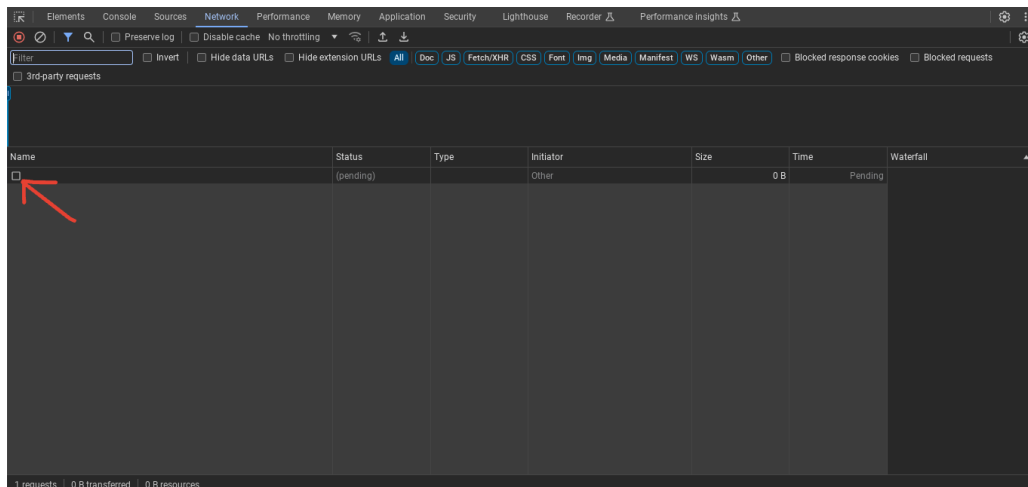 Elements Console Sources Network Performance Memory Application Security Lighthouse Recorder Performance insights
Preserve log Disable cache No throttling
Filter Invert Hide data URLs Hide extension URLs All Doc JS Fetch/XHR CSS Font Img Media Manifest WS Wasm Other Blocked response cookies Blocked requests
3rd-party requests
Name Status Type Initiator Size Time Waterfall
(pending) Other 0 B Pending
1 requests 0 B transferred 0 B resources